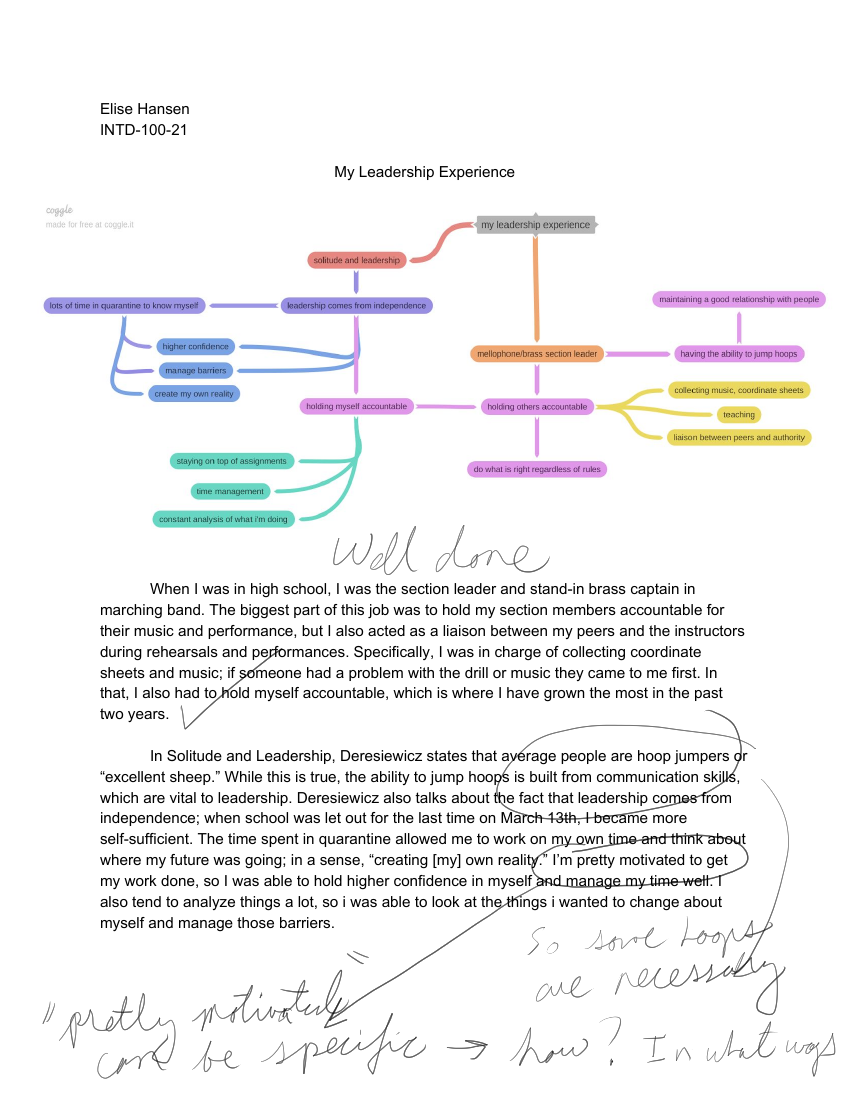 Elise Hansen
INTD-100-21
My Leadership Experience
coggle
made for free at coggle.it
my leadership experience
solitude and leadership
lots of time in quarantine to know myself
leadership comes from independence
maintaining a good relationship with people
higher confidence
mellophone/brass section leader
having the ability to jump hoops
manage barriers
create my own reality
collecting music, coordinate sheets
holding myself accountable
holding others accountable
teaching
liaison between peers and authority
staying on top of assignments
do what is right regardless of rules
time management
constant analysis of what i'm doing
Well done
When I was in high school, I was the section leader and stand-in brass captain in
marching band. The biggest part of this job was to hold my section members accountable for
their music and performance, but I also acted as a liaison between my peers and the instructors
during rehearsals and performances. Specifically, I was in charge of collecting coordinate
sheets and music; if someone had a problem with the drill or music they came to me first. In
that, I also had to hold myself accountable, which is where I have grown the most in the past
two years.
In Solitude and Leadership, Deresiewicz states that average people are hoop jumpers or
“excellent sheep.” While this is true, the ability to jump hoops is built from communication skills,
which are vital to leadership. Deresiewicz also talks about the fact that leadership comes from
independence; when school was let out for the last time on March 13th, I became more
self-sufficient. The time spent in quarantine allowed me to work on my own time and think about
where my future was going; in a sense, “creating [my] own reality.” I’m pretty motivated to get
my work done, so I was able to hold higher confidence in myself and manage my time well. I
also tend to analyze things a lot, so i was able to look at the things i wanted to change about
myself and manage those barriers.
So some hoops
are necessary
"pretty motivated"
can be specific → how? In what ways